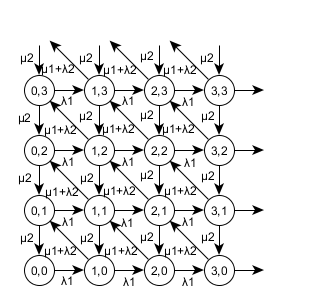 μ2 μ2 μ2 μ2
μ1+λ2 μ1+λ2 μ1+λ2
0,3 1,3 2,3 3,3
λ1 λ1 λ1
μ2 μ2 μ2 μ2
μ1+λ2 μ1+λ2 μ1+λ2
0,2 1,2 2,2 3,2
λ1 λ1 λ1
μ2 μ2 μ2 μ2
μ1+λ2 μ1+λ2 μ1+λ2
0,1 1,1 2,1 3,1
λ1 λ1 λ1
μ2 μ2 μ2 μ2
μ1+λ2 μ1+λ2 μ1+λ2
0,0 1,0 2,0 3,0
λ1 λ1 λ1